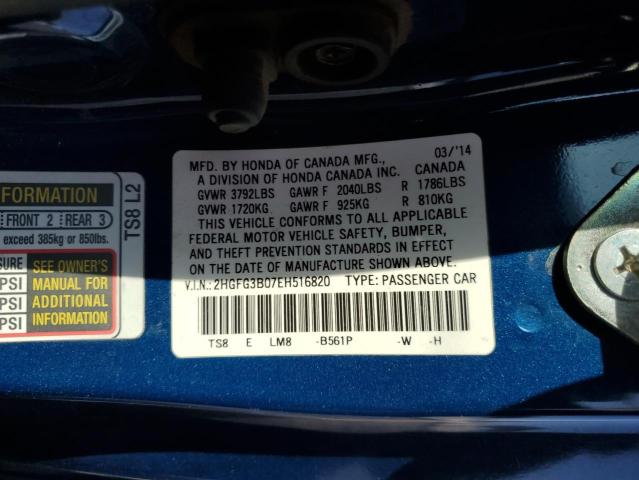 MFD. BY HONDA OF CANADA MFG., 03/'14
A DIVISION OF HONDA CANADA INC. CANADA
GVWR 3792LBS GAWR F 2040LBS R 1786LBS
GVWR 1720KG GAWR F 925KG R 810KG
THIS VEHICLE CONFORMS TO ALL APPLICABLE
FEDERAL MOTOR VEHICLE SAFETY, BUMPER,
AND THEFT PREVENTION STANDARDS IN EFFECT
ON THE DATE OF MANUFACTURE SHOWN ABOVE.
V.I.N.: 2HGFG3B07EH516820 TYPE: PASSENGER CAR
TS8 E LM8 -B561P -W -H
FORMATION
FRONT 2 REAR 3
exceed 385kg or 850lbs.
SURE
PSI
PSI
SEE OWNER'S
MANUAL FOR
ADDITIONAL
INFORMATION
TS8 L2